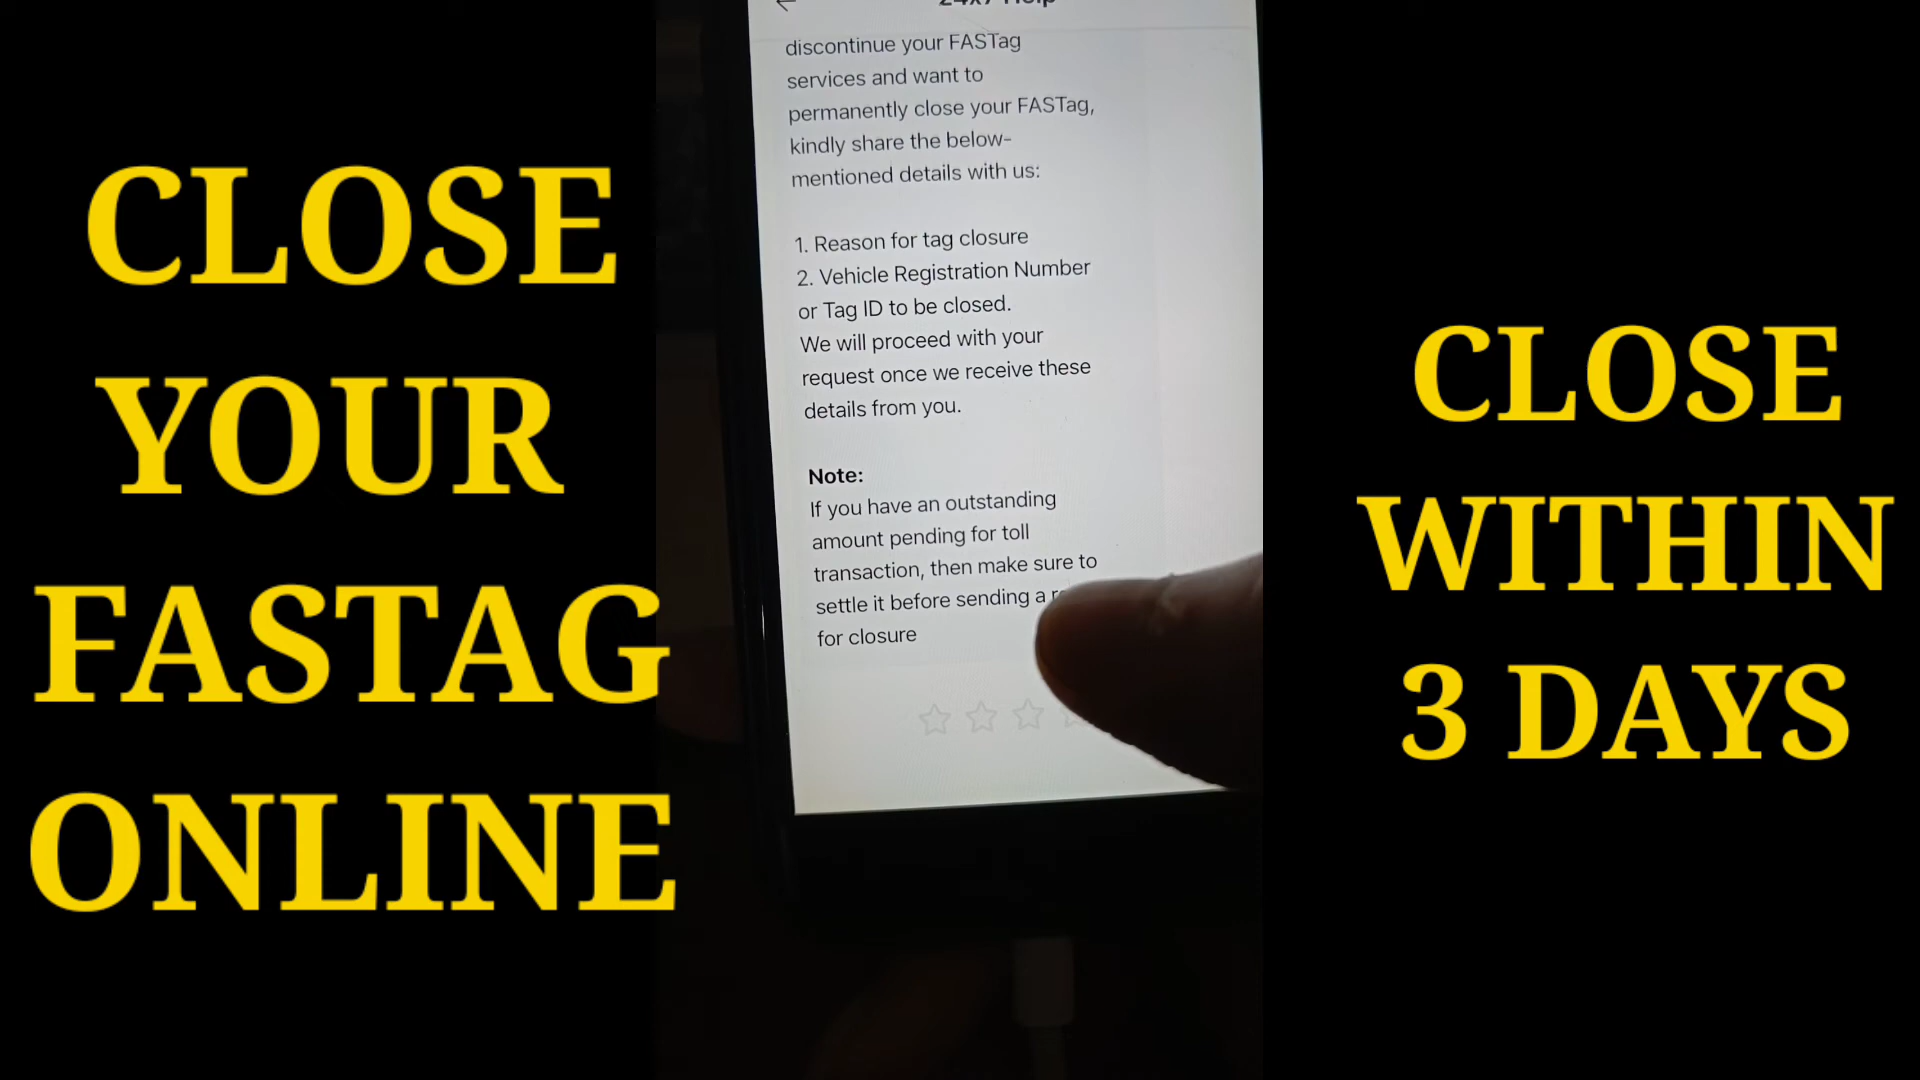 CLOSE
YOUR
FASTAG
ONLINE
24x7 Help
discontinue your FASTag
services and want to
permanently close your FASTag,
kindly share the below-
mentioned details with us:
1. Reason for tag closure
2. Vehicle Registration Number
or Tag ID to be closed.
We will proceed with your
request once we receive these
details from you.
Note:
If you have an outstanding
amount pending for toll
transaction, then make sure to
settle it before sending a
for closure
CLOSE
WITHIN
3 DAYS